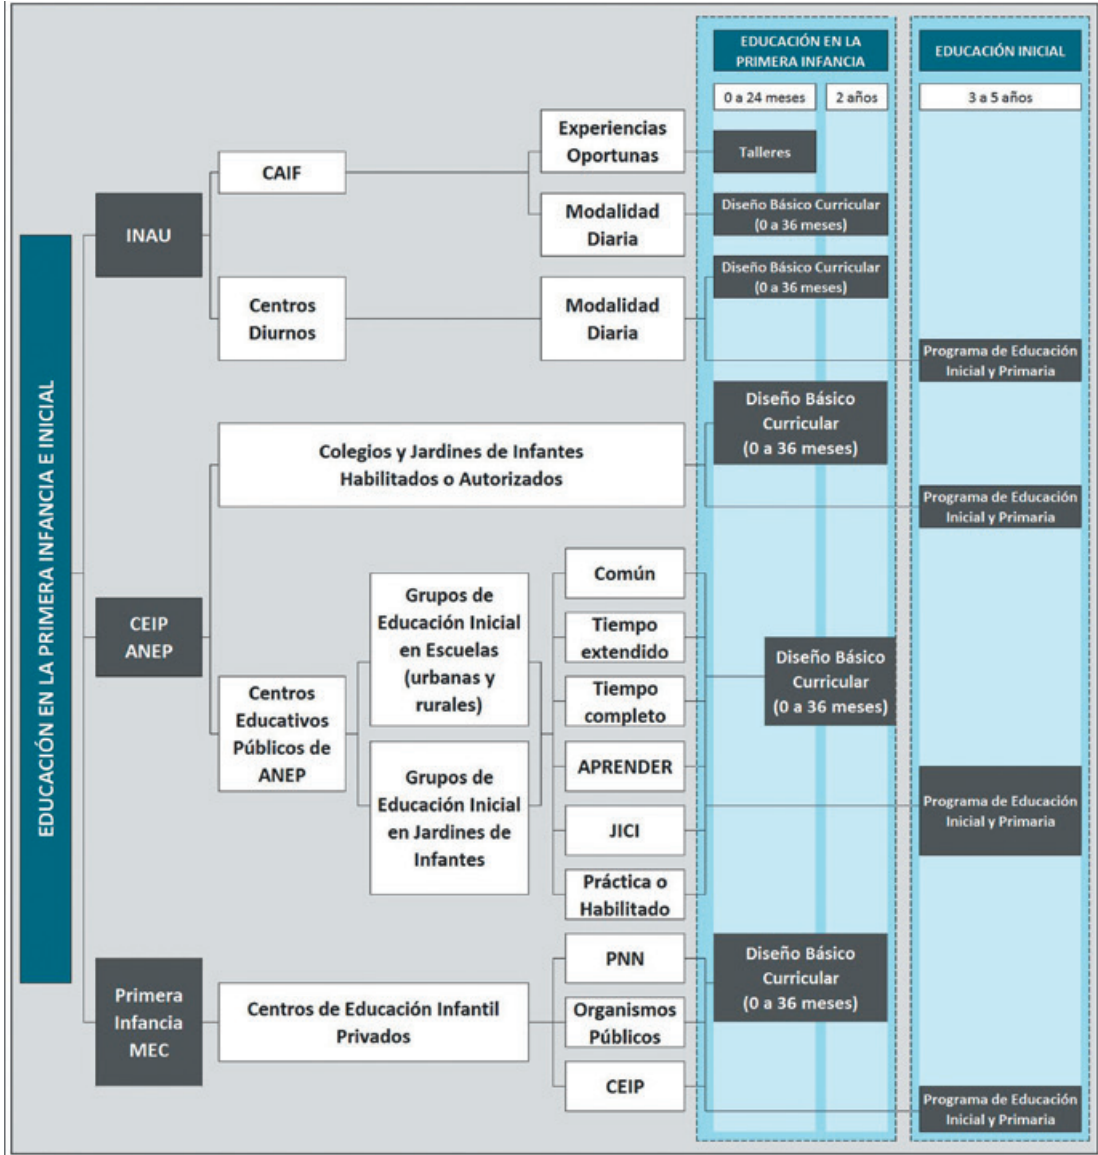 EDUCACIÓN EN LA PRIMERA INFANCIA E INICIAL
EDUCACIÓN EN LA
PRIMERA INFANCIA
EDUCACIÓN INICIAL
0 a 24 meses
2 años
3 a 5 años
INAU
CAIF
Experiencias
Oportunas
Talleres
Modalidad
Diaria
Diseño Básico Curricular
(0 a 36 meses)
Centros
Diurnos
Modalidad
Diaria
Diseño Básico Curricular
(0 a 36 meses)
Programa de Educación
Inicial y Primaria
CEIP
ANEP
Colegios y Jardines de Infantes
Habilitados o Autorizados
Diseño Básico
Curricular
(0 a 36 meses)
Programa de Educación
Inicial y Primaria
Centros
Educativos
Públicos de
ANEP
Grupos de
Educación Inicial
en Escuelas
(urbanas y
rurales)
Grupos de
Educación Inicial
en Jardines de
Infantes
Común
Tiempo
extendido
Tiempo
completo
APRENDER
JICI
Práctica o
Habilitado
Diseño Básico
Curricular
(0 a 36 meses)
Programa de Educación
Inicial y Primaria
Primera
Infancia
MEC
Centros de Educación Infantil
Privados
PNN
Organismos
Públicos
CEIP
Diseño Básico
Curricular
(0 a 36 meses)
Programa de Educación
Inicial y Primaria